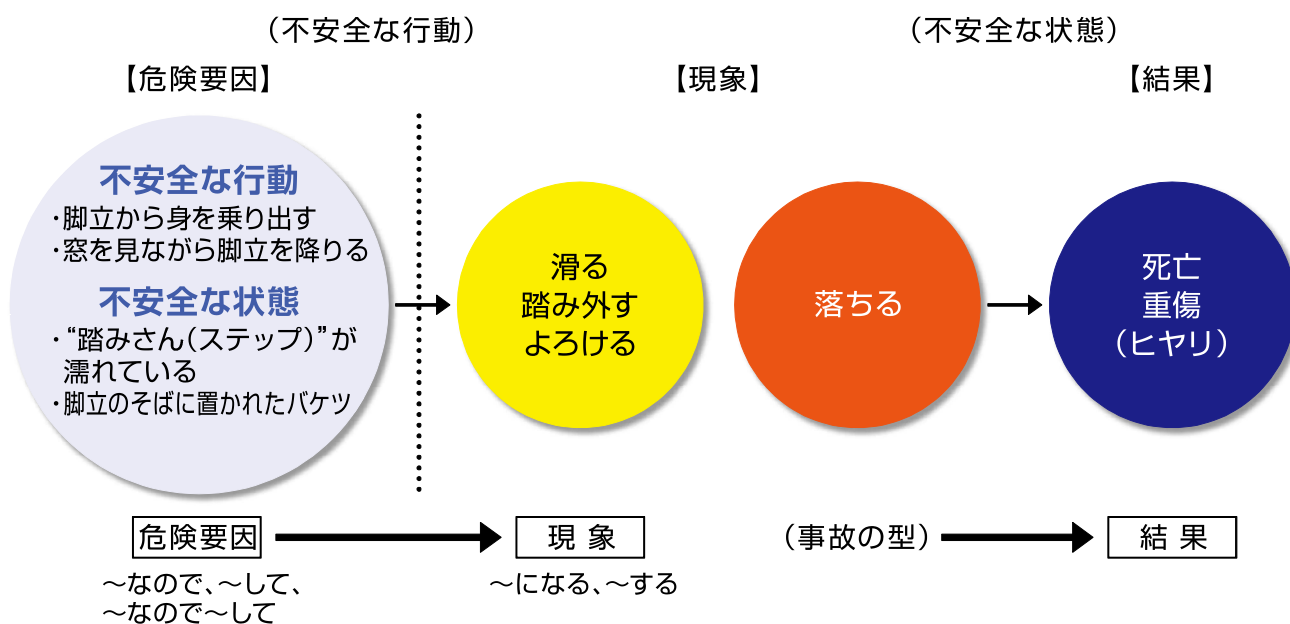 (不安全な行動)
(不安全な状態)
【危険要因】
【現象】
【結果】
不安全な行動
・脚立から身を乗り出す
・窓を見ながら脚立を降りる
不安全な状態
・“踏みさん(ステップ)”が
濡れている
・脚立のそばに置かれたバケツ
滑る
踏み外す
よろける
落ちる
死亡
重傷
(ヒヤリ)
危険要因
現 象
(事故の型)
結 果
～なので、～して、
～なので～して
～になる、～する